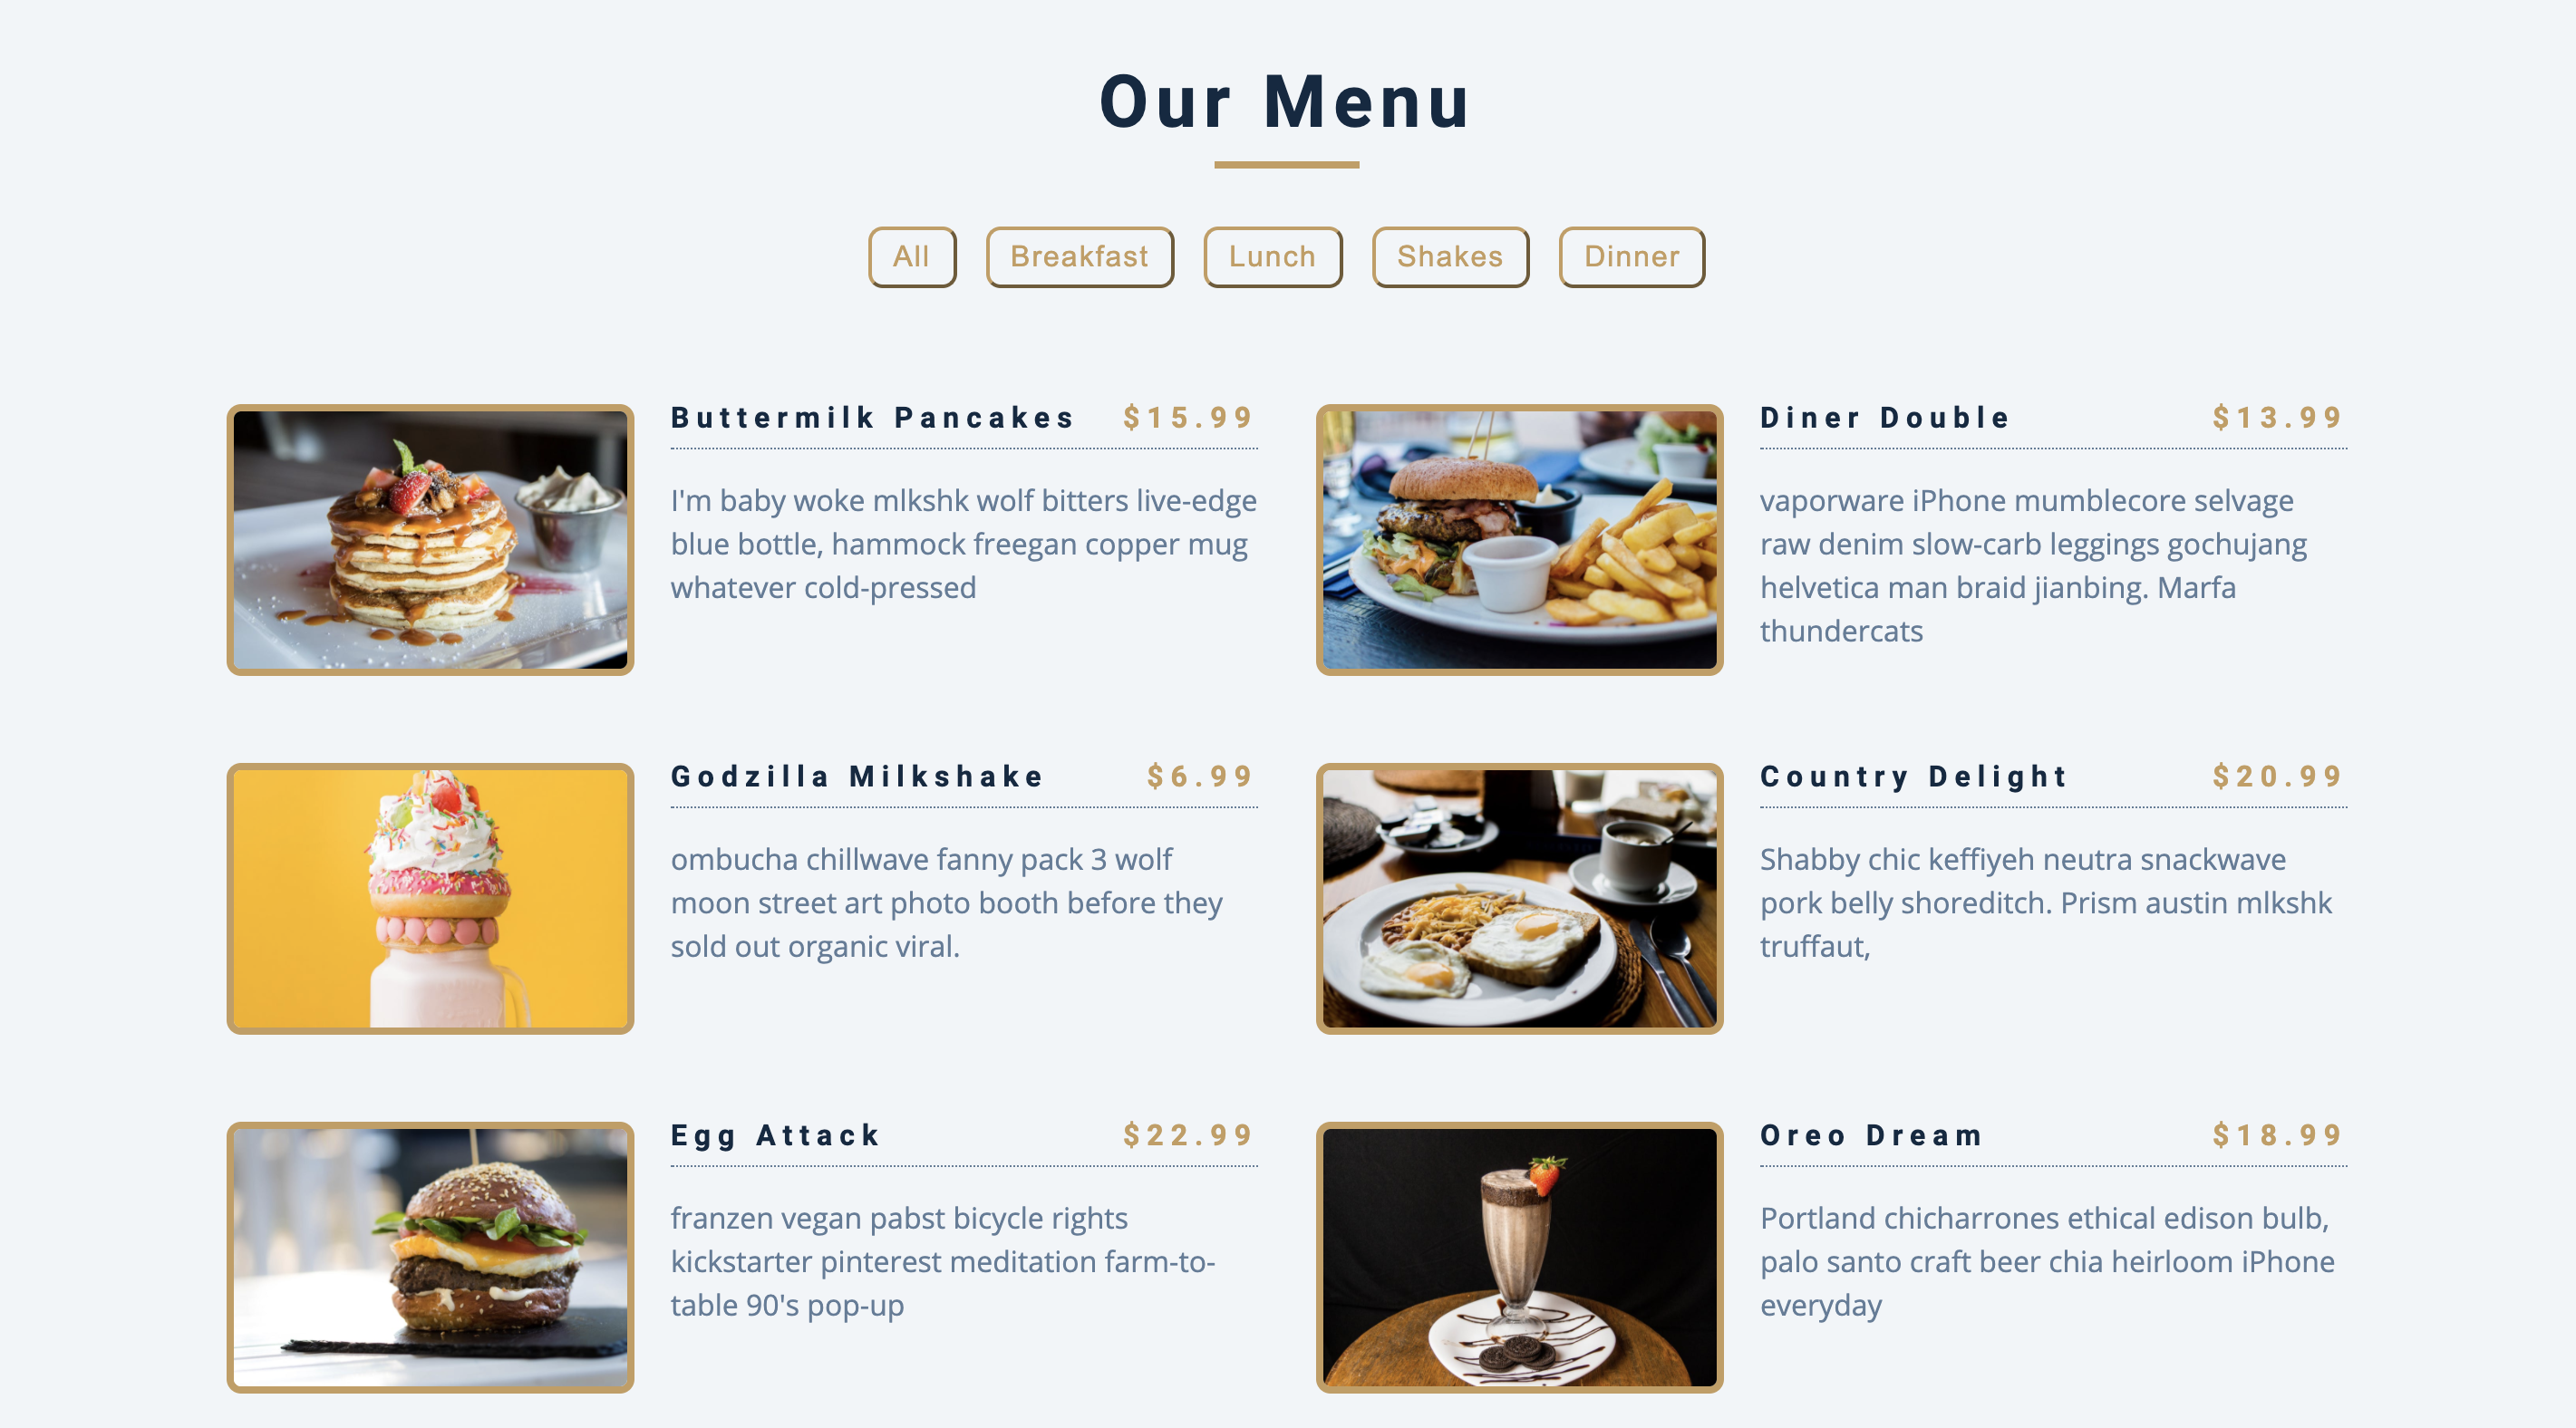 Our Menu
All
Breakfast
Lunch
Shakes
Dinner
Buttermilk Pancakes $15.99
I'm baby woke mlkshk wolf bitters live-edge
blue bottle, hammock freegan copper mug
whatever cold-pressed
Diner Double $13.99
vaporware iPhone mumblecore selvage
raw denim slow-carb leggings gochujang
helvetica man braid jianbing. Marfa
thundercats
Godzilla Milkshake $6.99
ombucha chillwave fanny pack 3 wolf
moon street art photo booth before they
sold out organic viral.
Country Delight $20.99
Shabby chic keffiyeh neutra snackwave
pork belly shoreditch. Prism austin mlkshk
truffaut,
Egg Attack $22.99
franzen vegan pabst bicycle rights
kickstarter pinterest meditation farm-to-
table 90's pop-up
Oreo Dream $18.99
Portland chicharrones ethical edison bulb,
palo santo craft beer chia heirloom iPhone
everyday